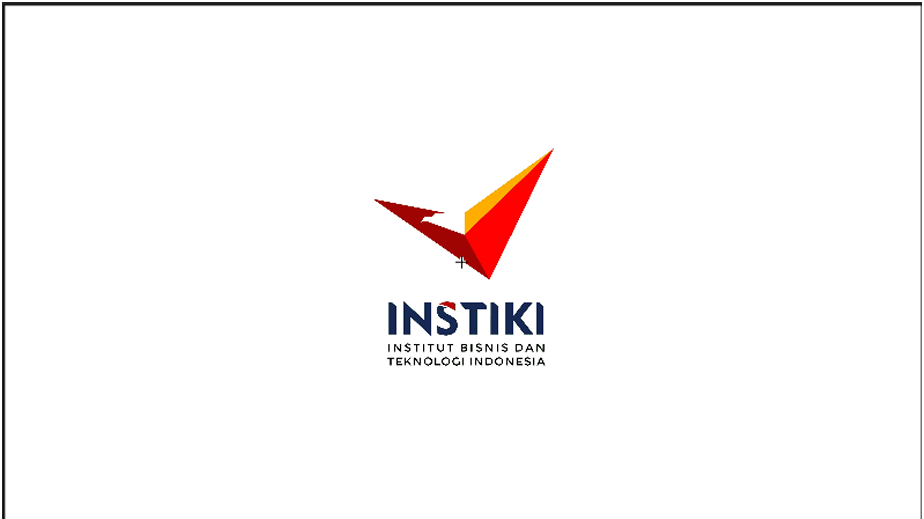 INSTIKI
INSTITUT BISNIS DAN
TEKNOLOGI INDONESIA